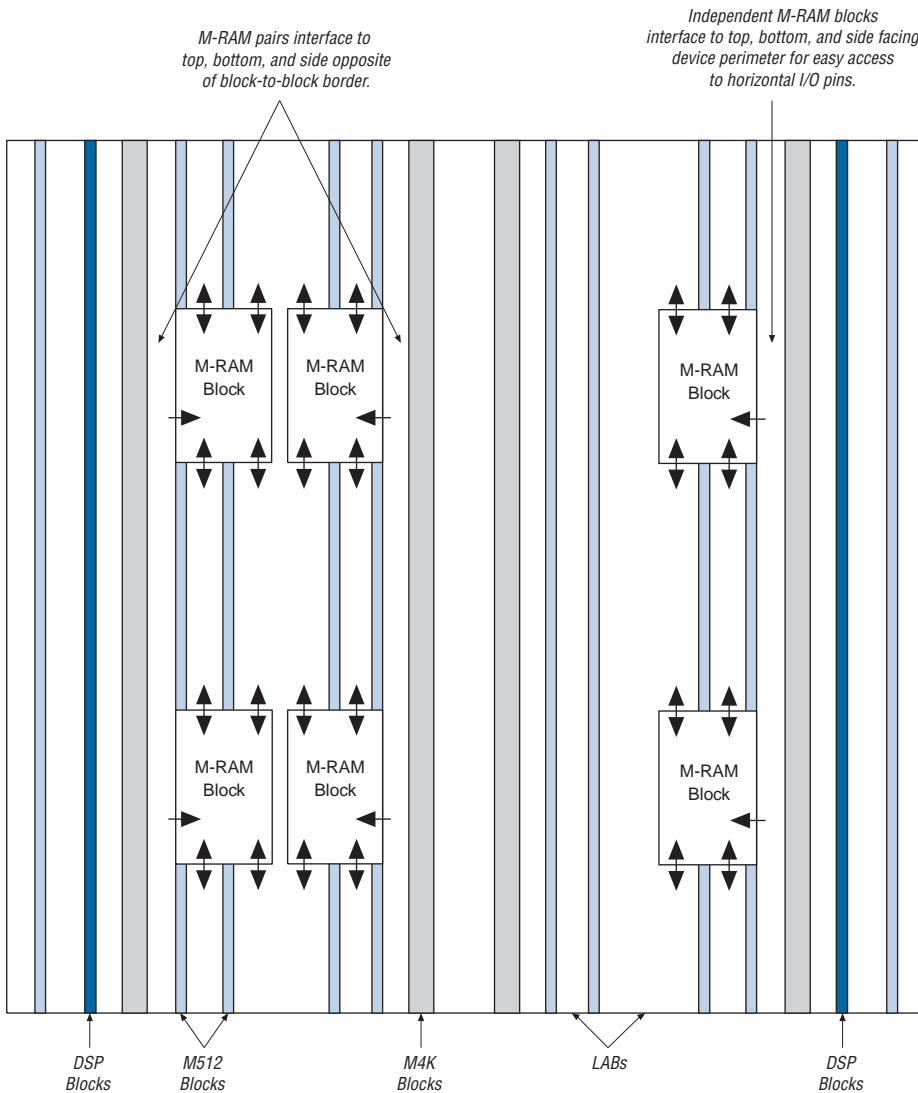 M-RAM pairs interface to
top, bottom, and side opposite
of block-to-block border.
Independent M-RAM blocks
interface to top, bottom, and side facing
device perimeter for easy access
to horizontal I/O pins.
M-RAM
Block
M-RAM
Block
M-RAM
Block
M-RAM
Block
M-RAM
Block
M-RAM
Block
DSP
Blocks
M512
Blocks
M4K
Blocks
LABs
DSP
Blocks